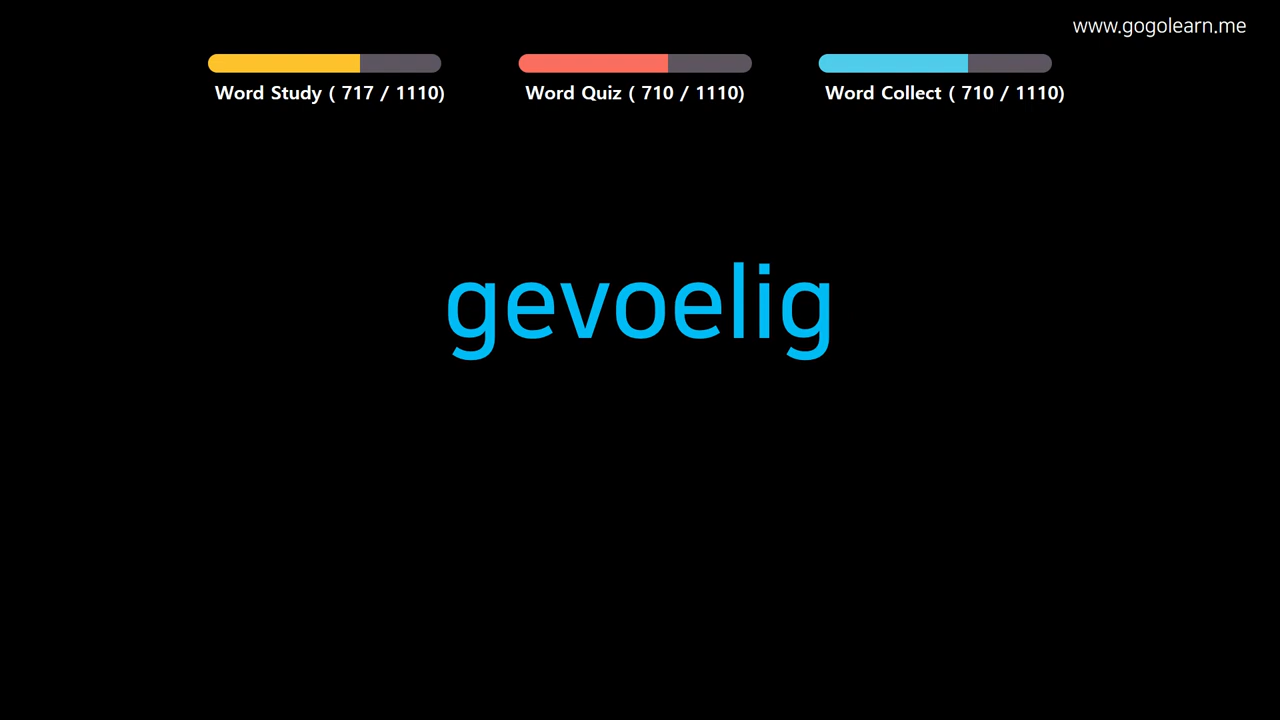 www.gogolearn.me
Word Study ( 717 / 1110)
Word Quiz ( 710 / 1110)
Word Collect ( 710 / 1110)
gevoelig